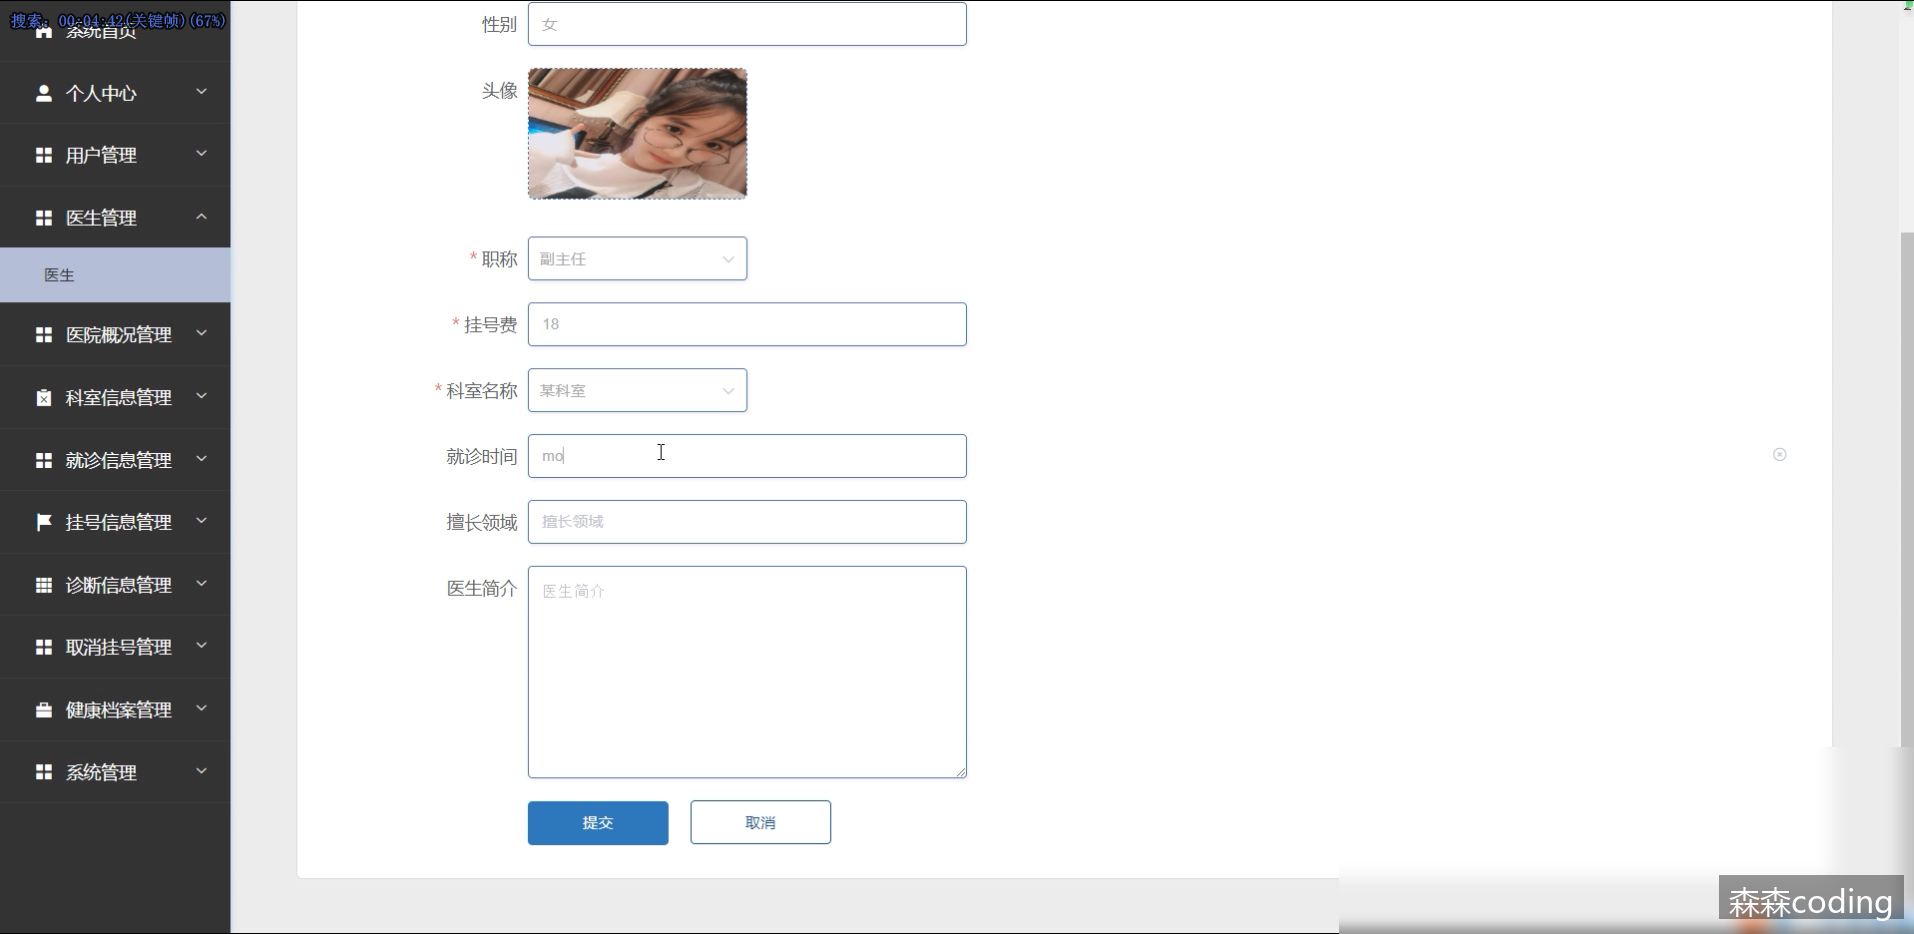 搜索: 00:04:42(关键帧)(67%)
系统首页
个人中心
用户管理
医生管理
医生
医院概况管理
科室信息管理
就诊信息管理
挂号信息管理
诊断信息管理
取消挂号管理
健康档案管理
系统管理
性别 女
头像
* 职称 副主任
* 挂号费 18
* 科室名称 某科室
就诊时间 mo
擅长领域 擅长领域
医生简介 医生简介
提交 取消
森森coding